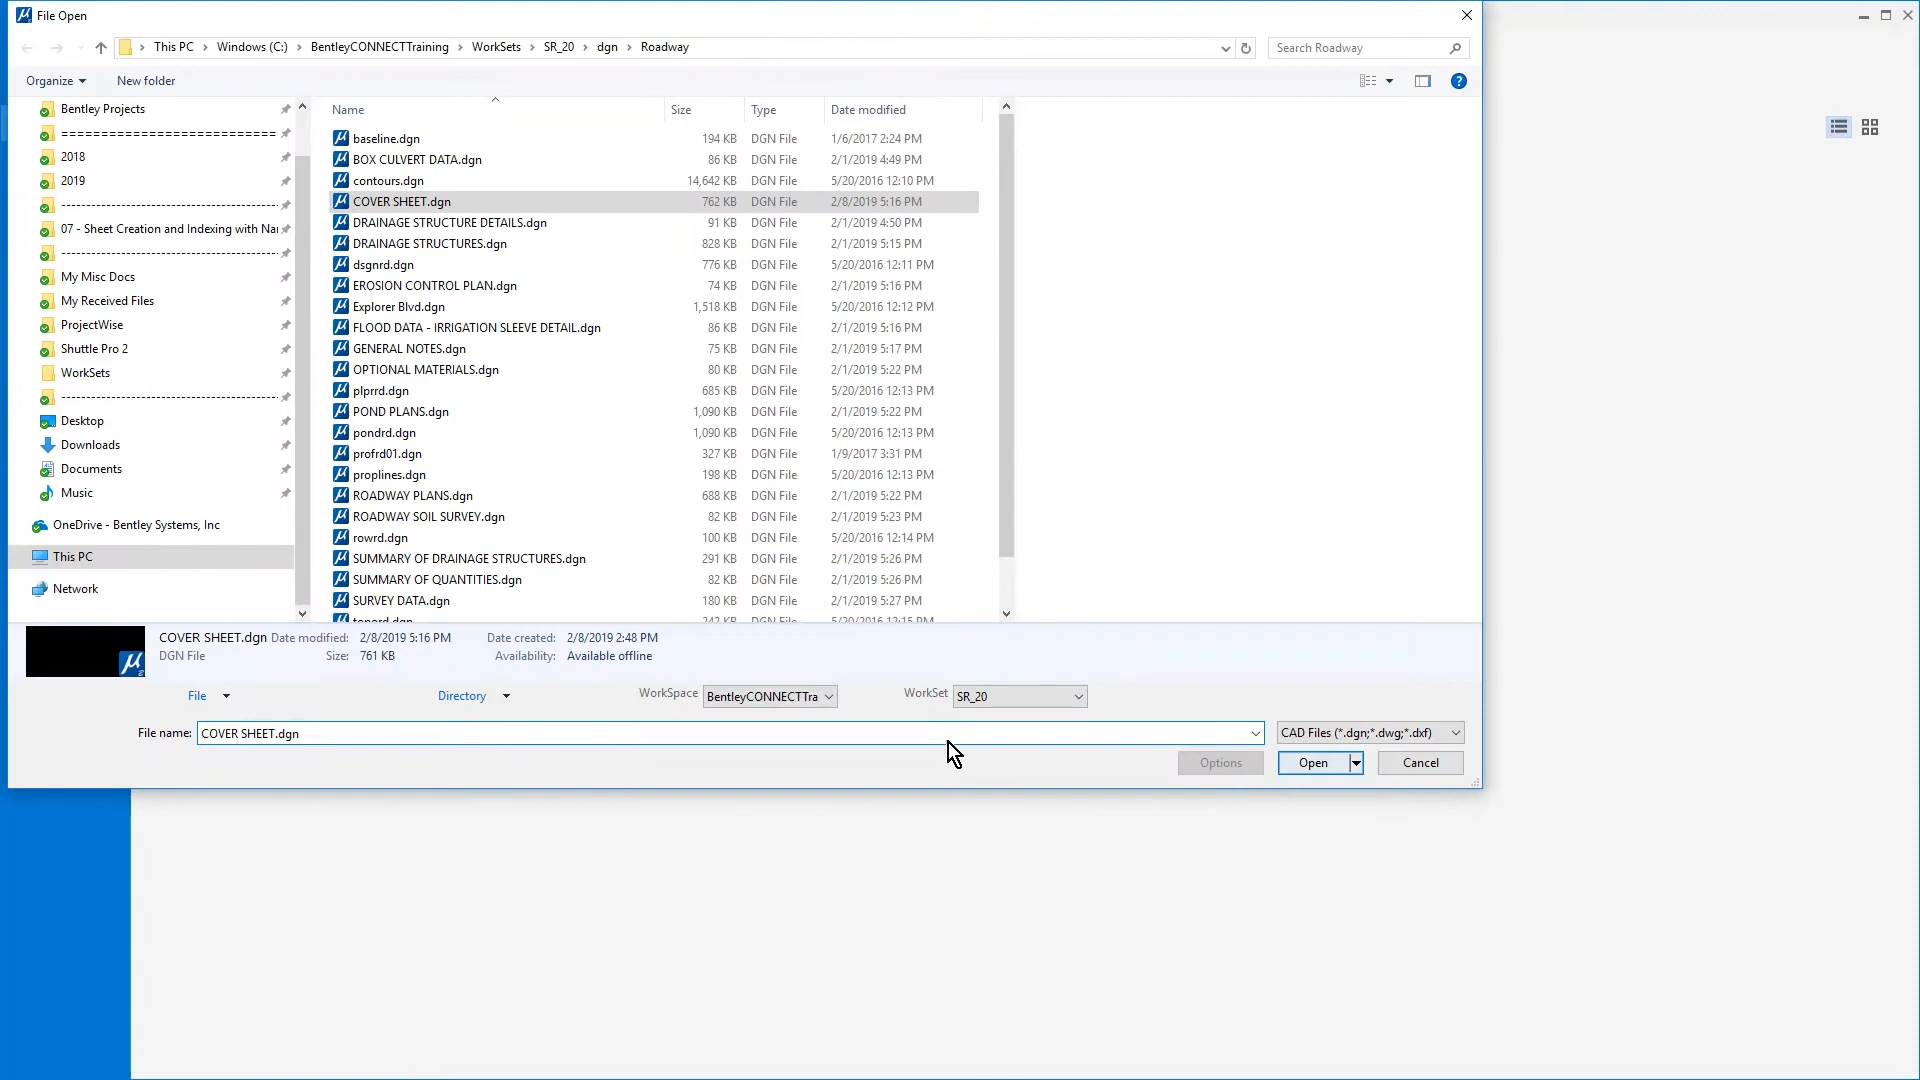 File Open
This PC > Windows (C:) > BentleyCONNECTTraining > WorkSets > SR_20 > dgn > Roadway
Search Roadway
Organize New folder
Bentley Projects
===========================
2018
2019
--------------------------------------------
07 - Sheet Creation and Indexing with Na
--------------------------------------------
My Misc Docs
My Received Files
ProjectWise
Shuttle Pro 2
WorkSets
--------------------------------------------
Desktop
Downloads
Documents
Music
OneDrive - Bentley Systems, Inc
This PC
Network
Name Size Type Date modified
baseline.dgn 194 KB DGN File 1/6/2017 2:24 PM
BOX CULVERT DATA.dgn 86 KB DGN File 2/1/2019 4:49 PM
contours.dgn 14,642 KB DGN File 5/20/2016 12:10 PM
COVER SHEET.dgn 762 KB DGN File 2/8/2019 5:16 PM
DRAINAGE STRUCTURE DETAILS.dgn 91 KB DGN File 2/1/2019 4:50 PM
DRAINAGE STRUCTURES.dgn 828 KB DGN File 2/1/2019 5:15 PM
dsgnrd.dgn 776 KB DGN File 5/20/2016 12:11 PM
EROSION CONTROL PLAN.dgn 74 KB DGN File 2/1/2019 5:16 PM
Explorer Blvd.dgn 1,518 KB DGN File 5/20/2016 12:12 PM
FLOOD DATA - IRRIGATION SLEEVE DETAIL.dgn 86 KB DGN File 2/1/2019 5:16 PM
GENERAL NOTES.dgn 75 KB DGN File 2/1/2019 5:17 PM
OPTIONAL MATERIALS.dgn 80 KB DGN File 2/1/2019 5:22 PM
plprrd.dgn 685 KB DGN File 5/20/2016 12:13 PM
POND PLANS.dgn 1,090 KB DGN File 2/1/2019 5:22 PM
pondrd.dgn 1,090 KB DGN File 5/20/2016 12:13 PM
profrd01.dgn 327 KB DGN File 1/9/2017 3:31 PM
proplines.dgn 198 KB DGN File 5/20/2016 12:13 PM
ROADWAY PLANS.dgn 688 KB DGN File 2/1/2019 5:22 PM
ROADWAY SOIL SURVEY.dgn 82 KB DGN File 2/1/2019 5:23 PM
rowrd.dgn 100 KB DGN File 5/20/2016 12:14 PM
SUMMARY OF DRAINAGE STRUCTURES.dgn 291 KB DGN File 2/1/2019 5:26 PM
SUMMARY OF QUANTITIES.dgn 82 KB DGN File 2/1/2019 5:26 PM
SURVEY DATA.dgn 180 KB DGN File 2/1/2019 5:27 PM
COVER SHEET.dgn Date modified: 2/8/2019 5:16 PM Date created: 2/8/2019 2:48 PM
DGN File Size: 761 KB Availability: Available offline
File Directory WorkSpace BentleyCONNECTTra WorkSet SR_20
File name: COVER SHEET.dgn CAD Files (*.dgn;*.dwg;*.dxf)
Options Open Cancel